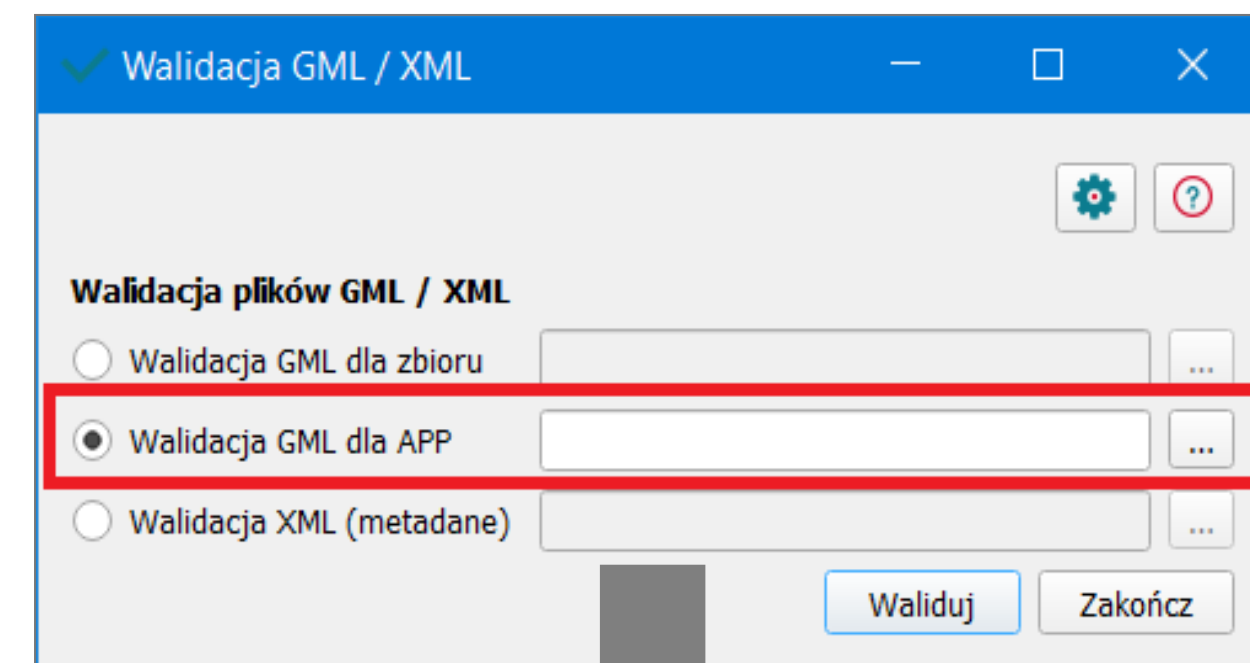 Walidacja GML / XML
Walidacja plików GML / XML
Walidacja GML dla zbioru ...
Walidacja GML dla APP ...
Walidacja XML (metadane) ...
Waliduj Zakończ